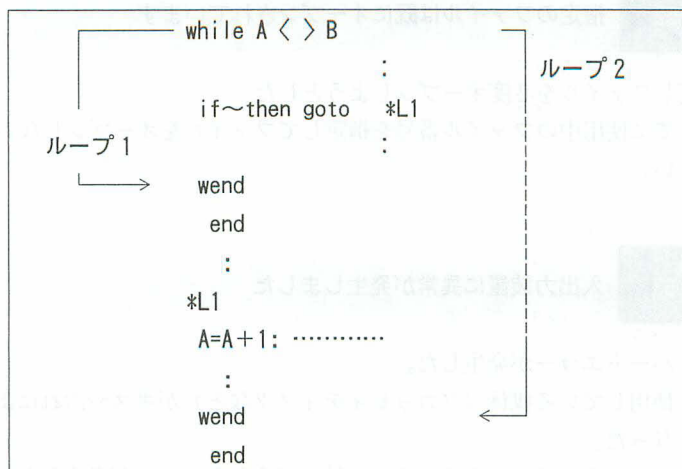 while A < > B
:
ループ2
if～then goto *L1
:
ループ1
wend
end
:
*L1
A=A+1: …………
:
wend
end